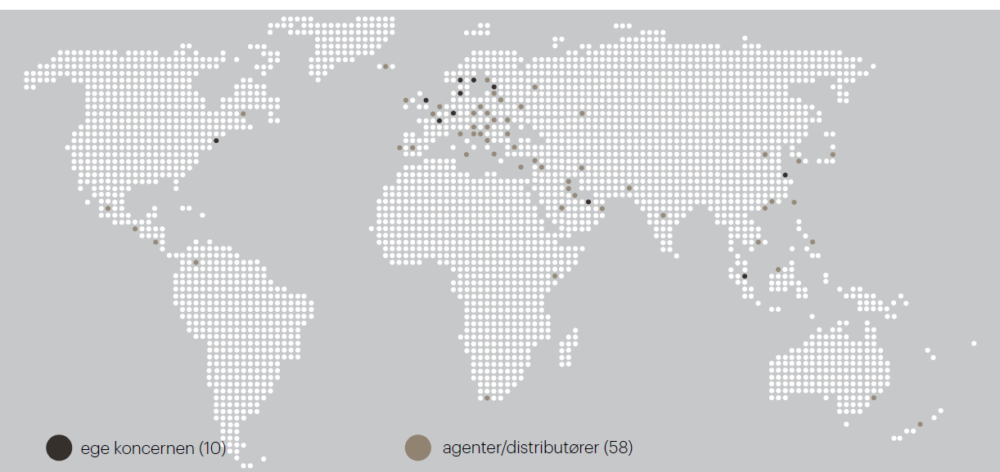 ege koncernen (10)
agenter/distributører (58)